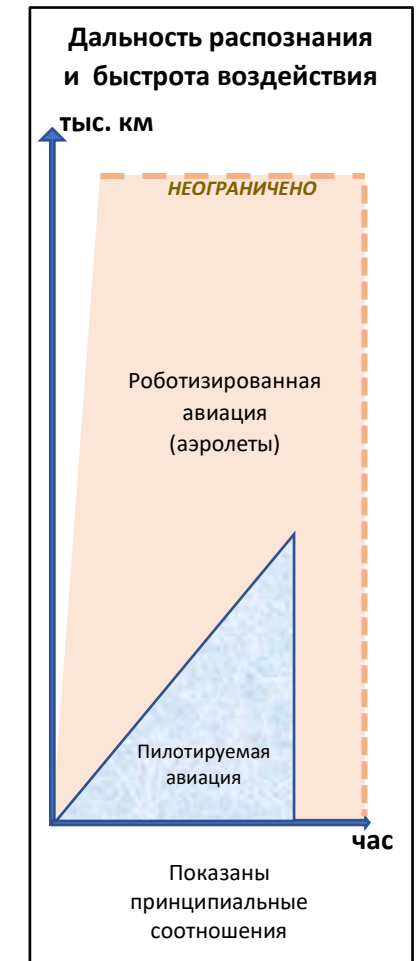 Дальность распознания
и быстрота воздействия
тыс. км
НЕОГРАНИЧЕНО
Роботизированная
авиация
(аэролеты)
Пилотируемая
авиация
час
Показаны
принципиальные
соотношения